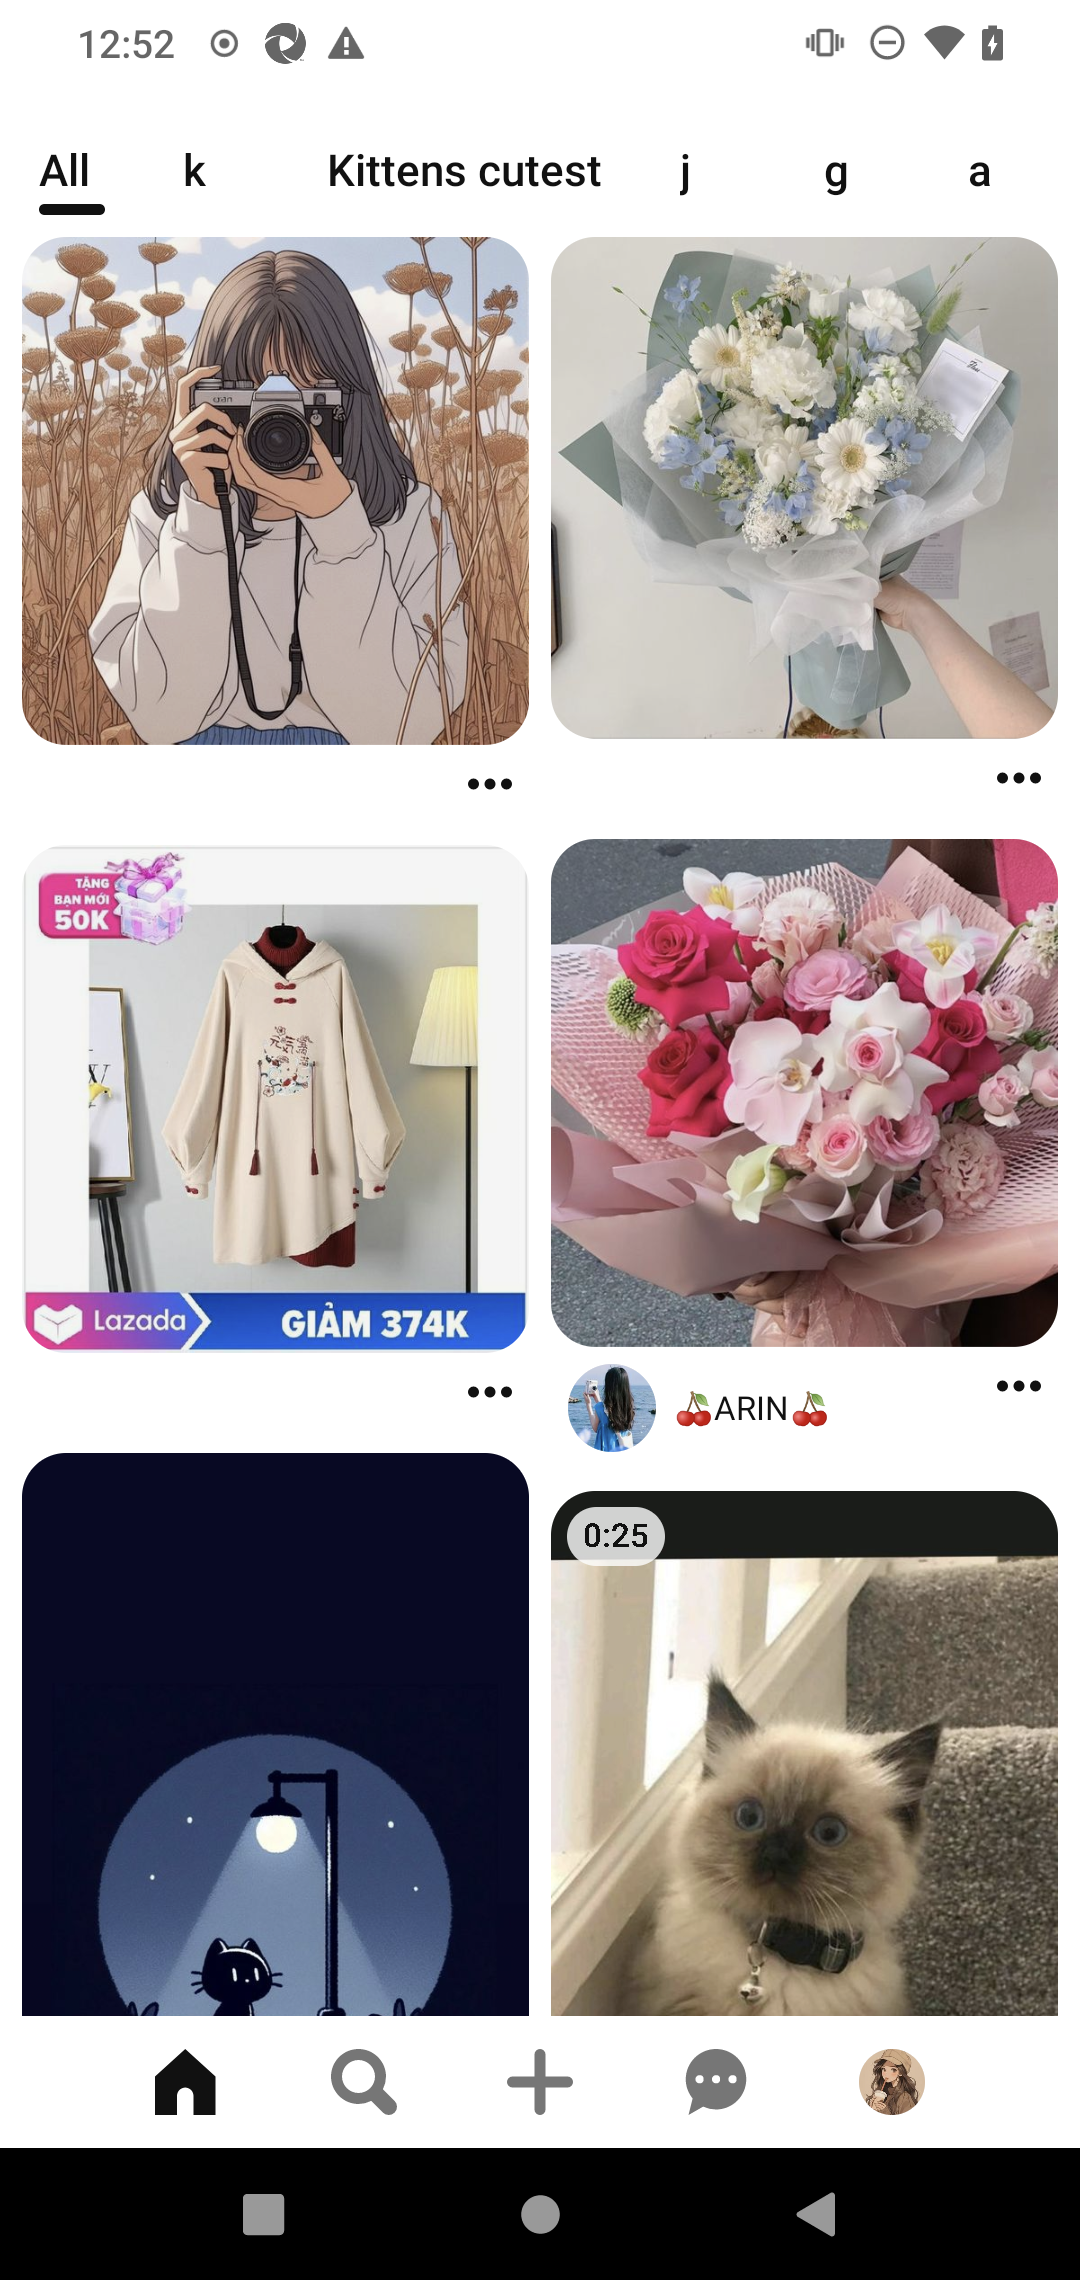 12:52
All k Kittens cutest j g a
TẶNG
BẠN MỚI
50K
Lazada
GIẢM 374K
🍒ARIN🍒
0:25